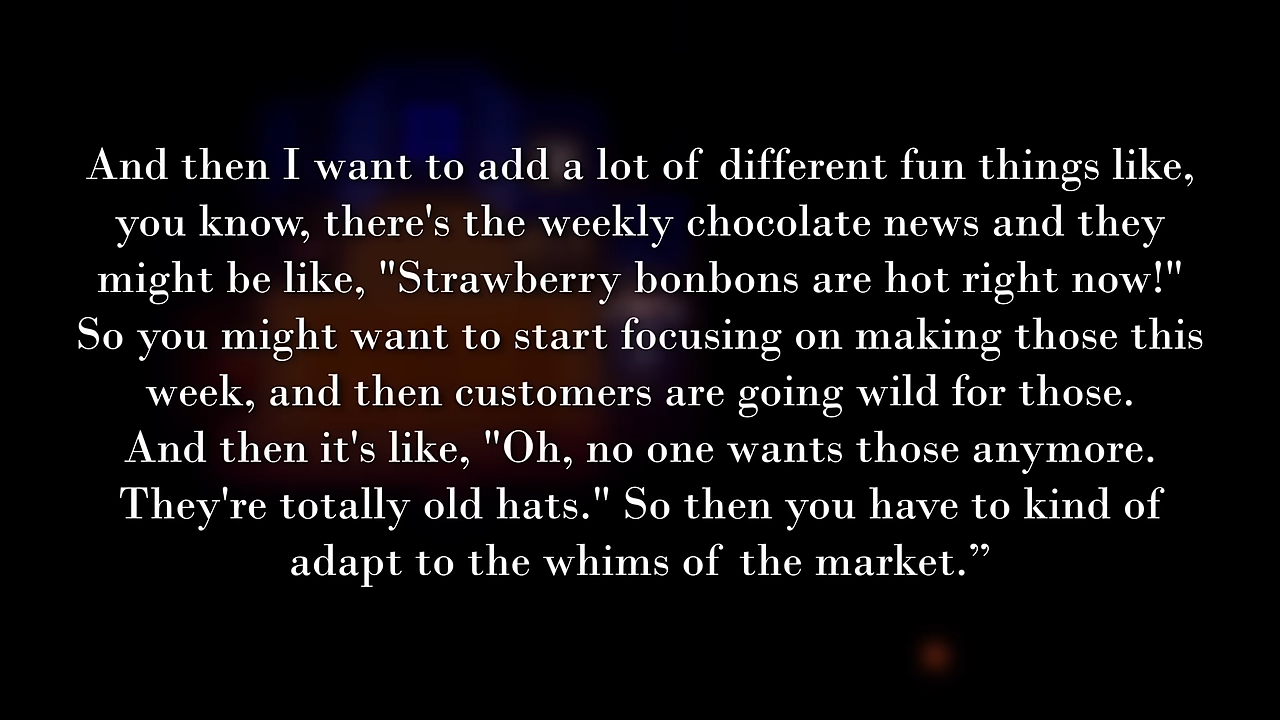 And then I want to add a lot of different fun things like,
you know, there's the weekly chocolate news and they
might be like, "Strawberry bonbons are hot right now!"
So you might want to start focusing on making those this
week, and then customers are going wild for those.
And then it's like, "Oh, no one wants those anymore.
They're totally old hats." So then you have to kind of
adapt to the whims of the market.”